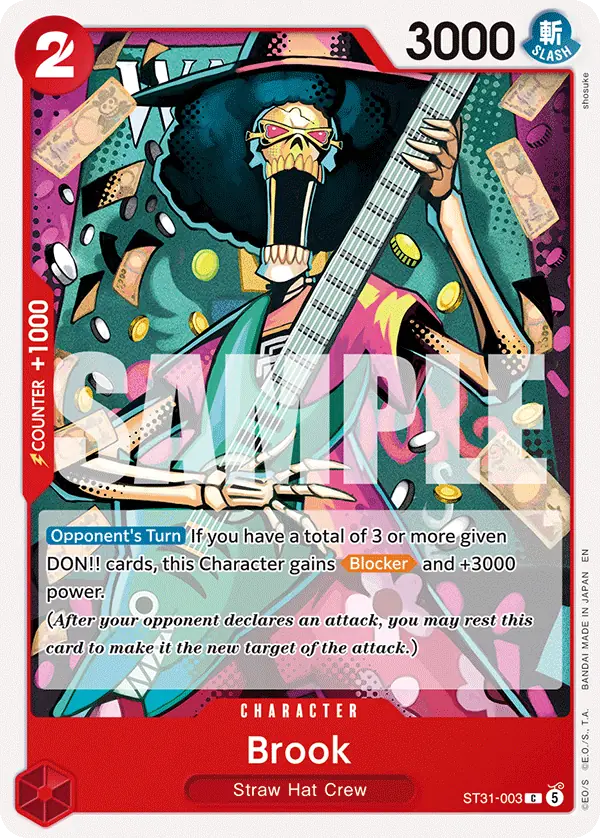 2
3000
斬
SLASH
shosuke
WA
COUNTER +1000
SAMPLE
Opponent's Turn If you have a total of 3 or more given
DON!! cards, this Character gains Blocker and +3000
power.
(After your opponent declares an attack, you may rest this
card to make it the new target of the attack.)
CHARACTER
Brook
Straw Hat Crew
ST31-003 C 5
©EO/S ©E.O./S., T.A. BANDAI MADE IN JAPAN EN